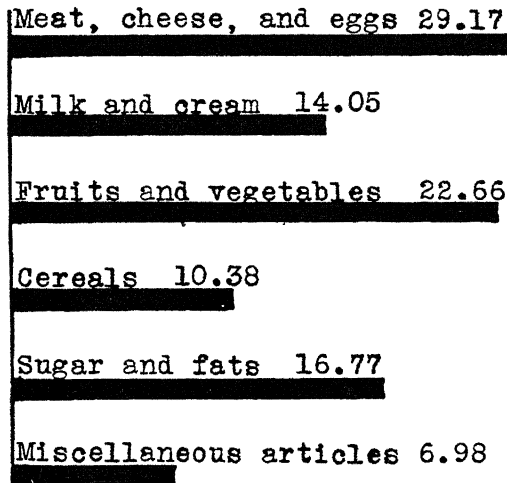 Meat, cheese, and eggs 29.17
Milk and cream 14.05
Fruits and vegetables 22.66
Cereals 10.38
Sugar and fats 16.77
Miscellaneous articles 6.98